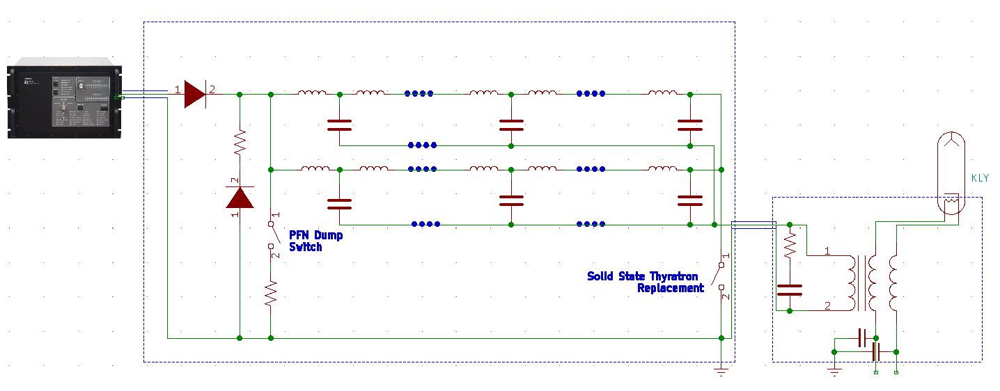 1
2
2
1
1
PFN Dump
Switch
2
KLY
1
Solid State Thyratron
Replacement
2
1
2